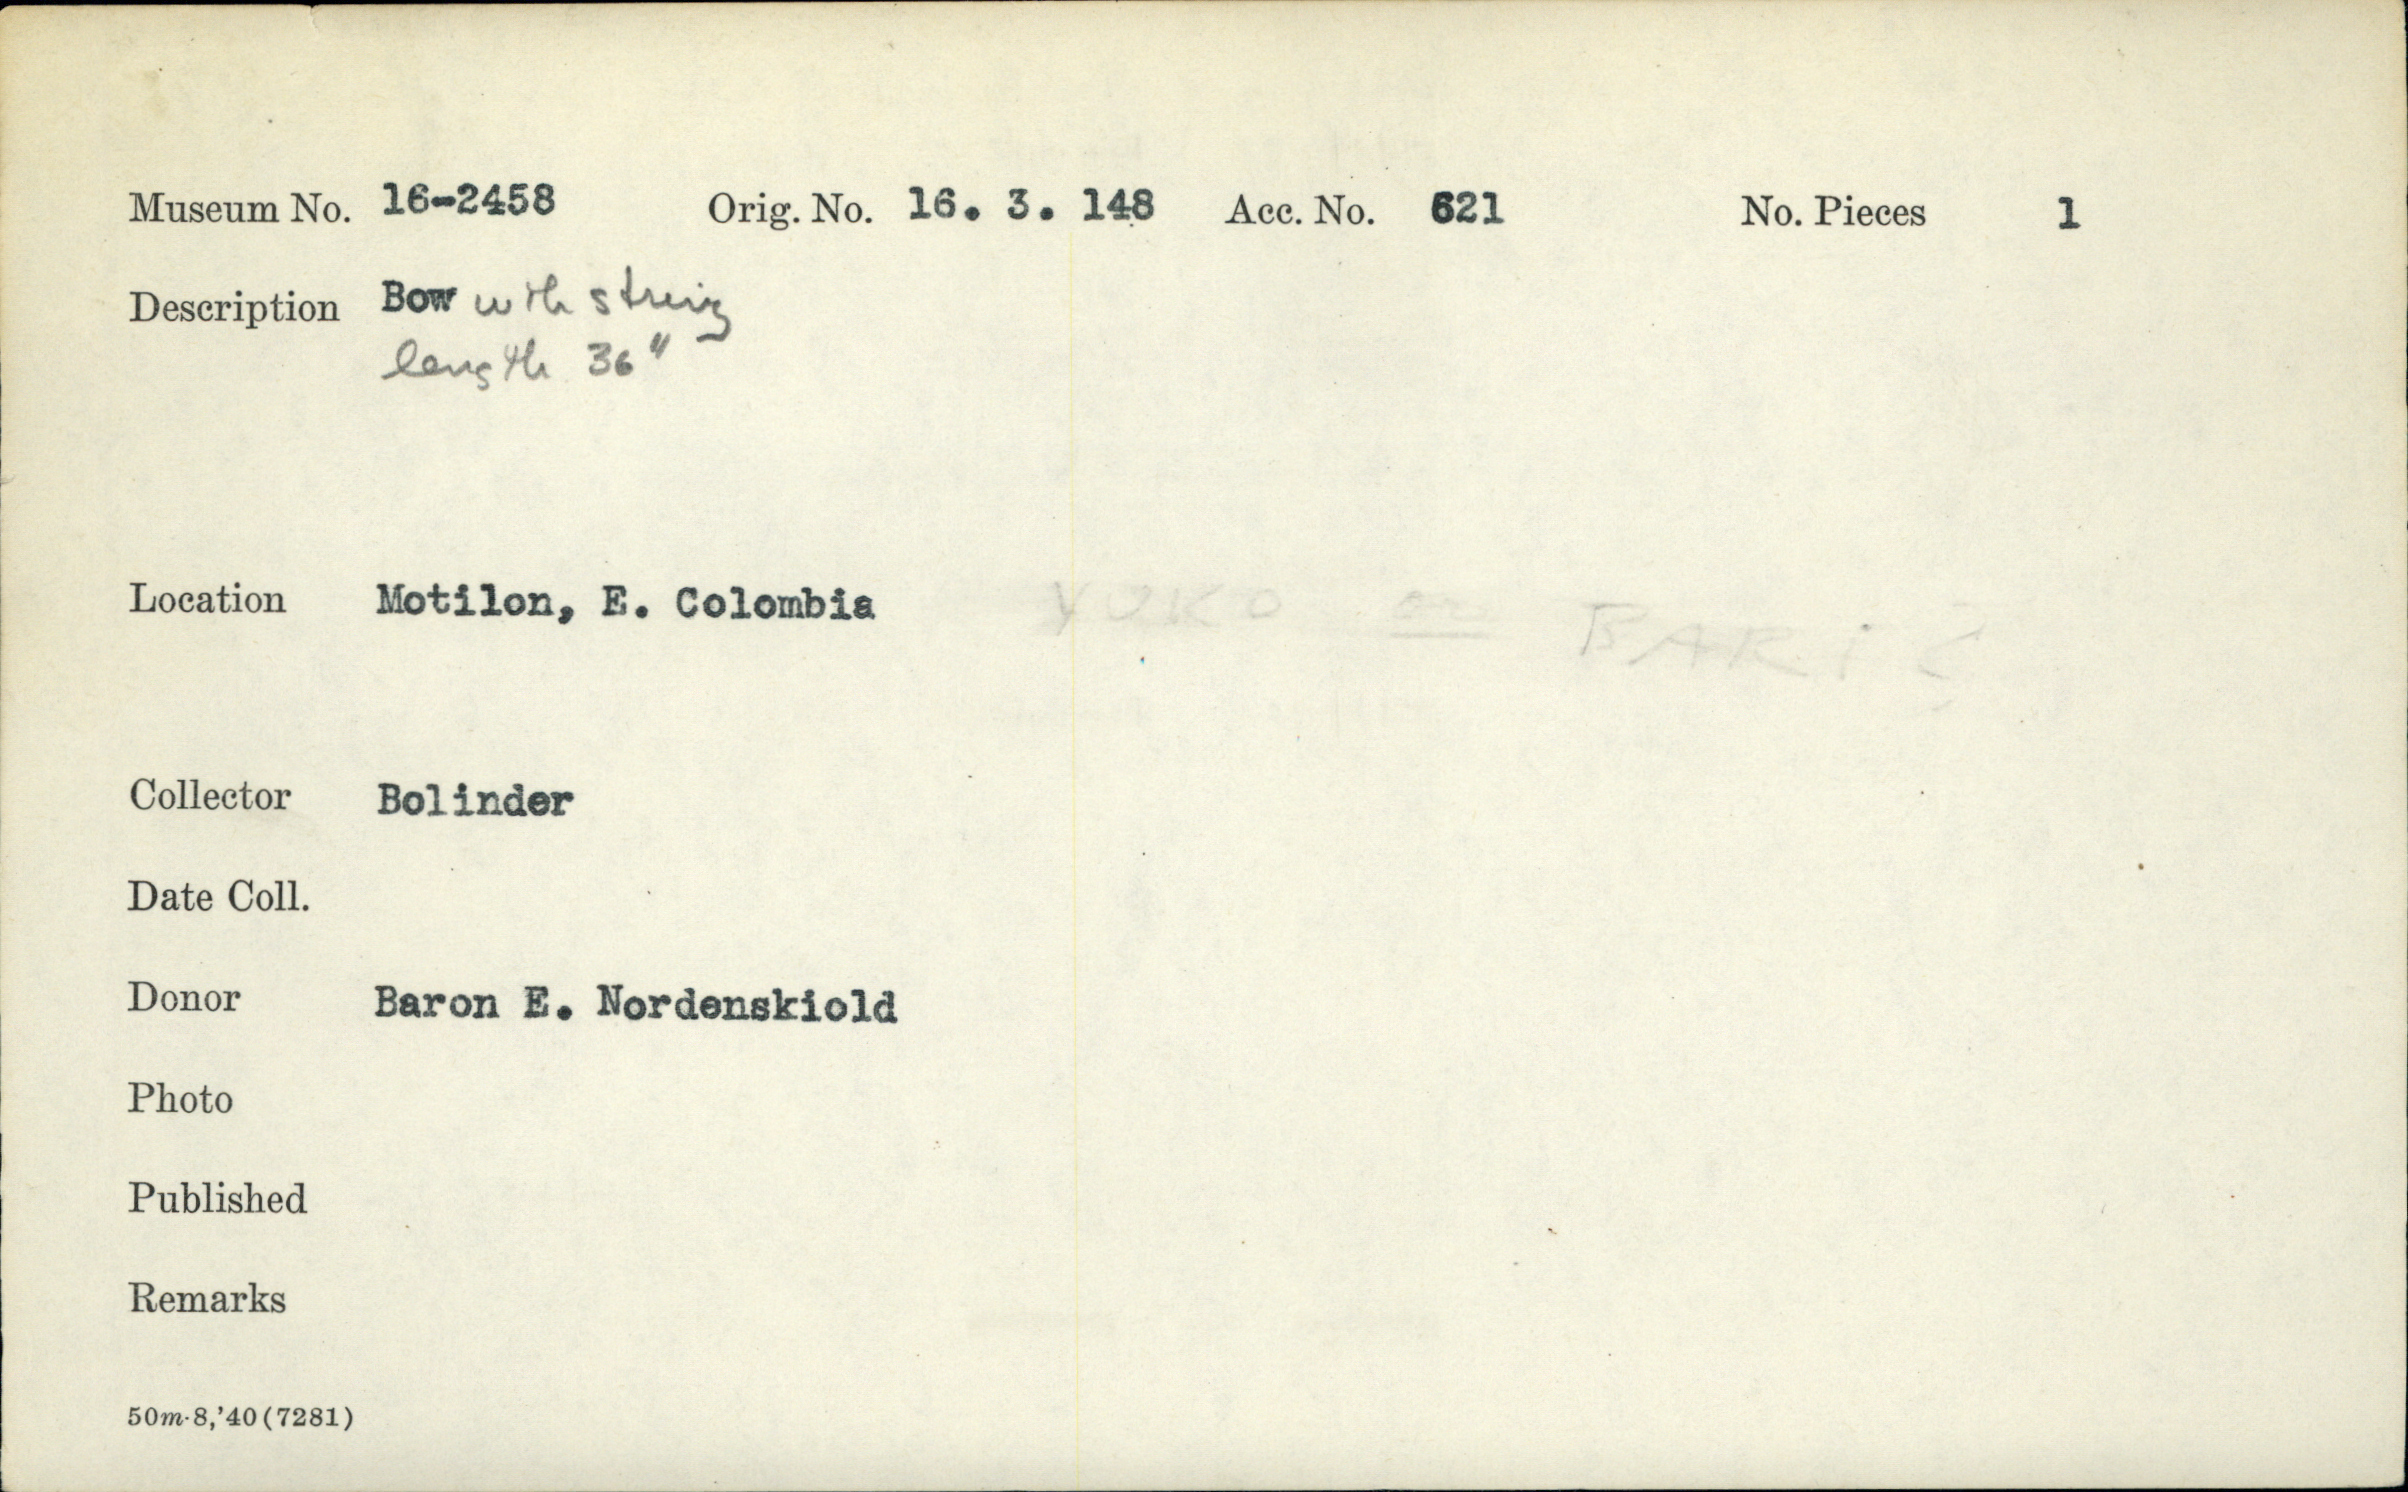 Museum No. 16-2458 Orig. No. 16. 3. 148 Acc. No. 621 No. Pieces 1
Description Bow with string
length 36"
Location Motilon, E. Colombia YUKO or BARI ?
Collector Bolinder
Date Coll.
Donor Baron E. Nordenskiold
Photo
Published
Remarks
50m-8,'40(7281)